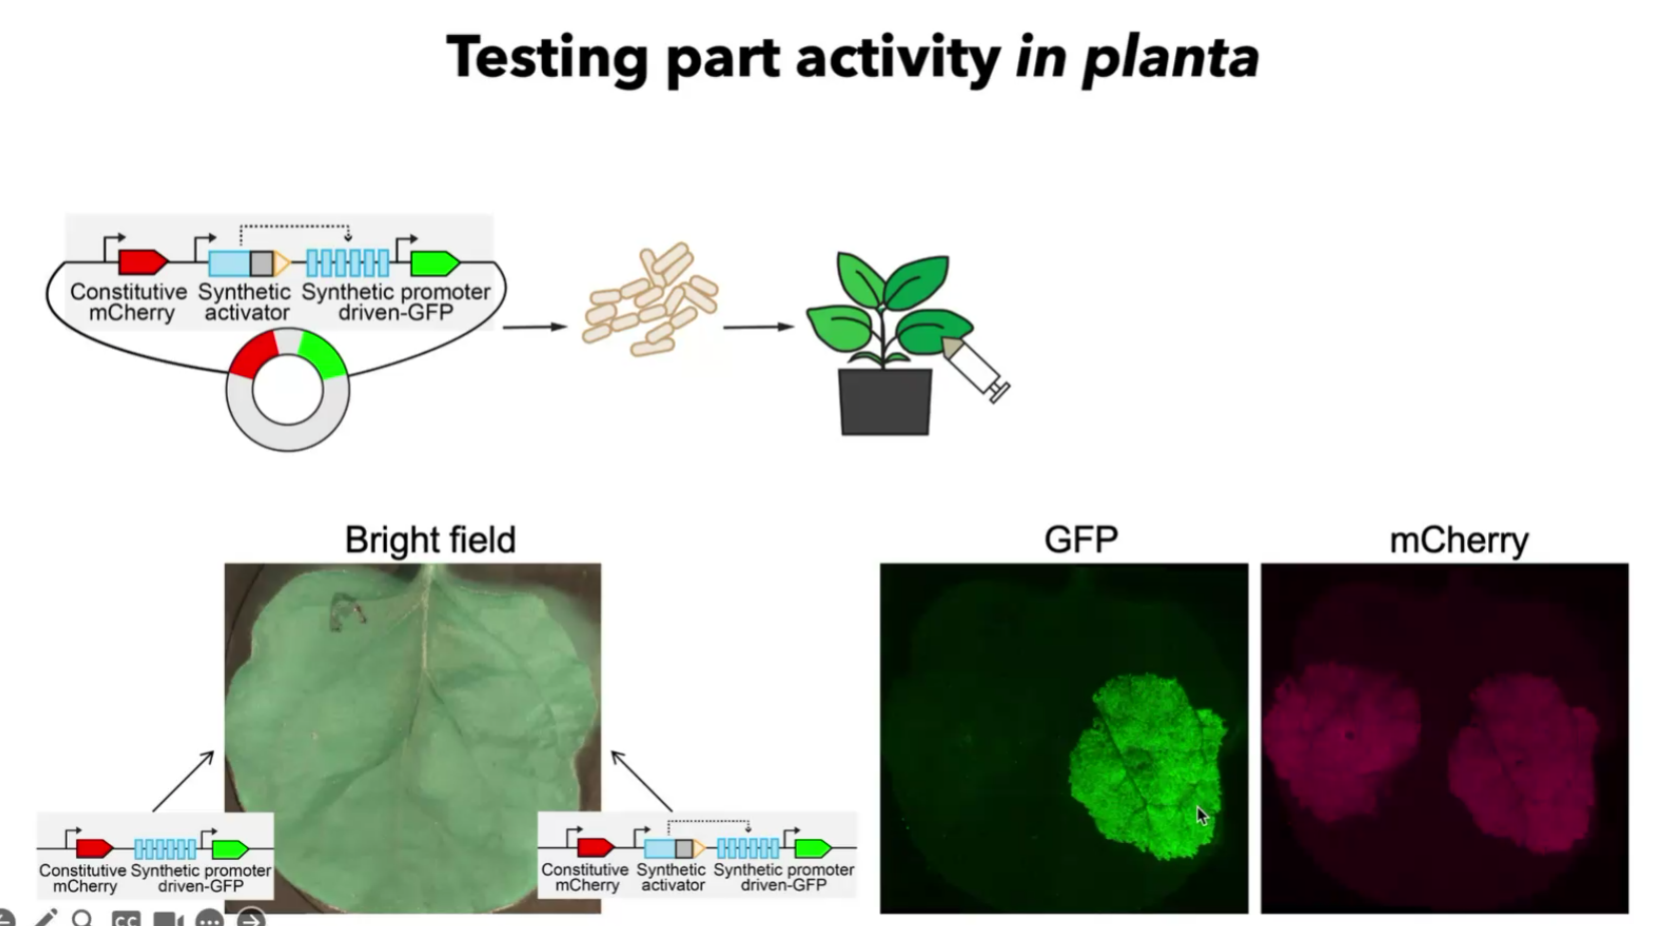 Testing part activity in planta
Constitutive
mCherry
Synthetic
activator
Synthetic promoter
driven-GFP
Bright field
GFP
mCherry
Constitutive
mCherry
Synthetic promoter
driven-GFP
Constitutive
mCherry
Synthetic
activator
Synthetic promoter
driven-GFP
CC